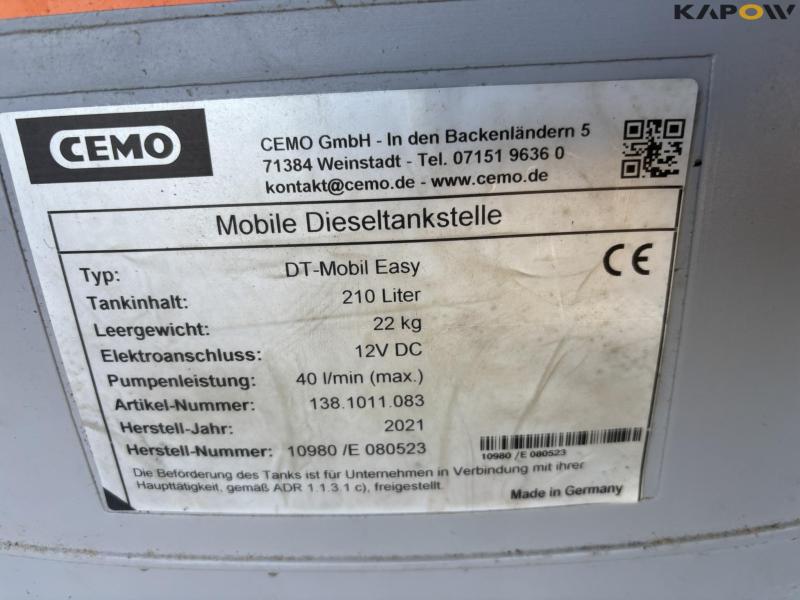 KAPOW
CEMO
CEMO GmbH - In den Backenländern 5
71384 Weinstadt - Tel. 07151 9636 0
kontakt@cemo.de - www.cemo.de
Mobile Dieseltankstelle
CE
Typ: DT-Mobil Easy
Tankinhalt: 210 Liter
Leergewicht: 22 kg
Elektroanschluss: 12V DC
Pumpenleistung: 40 l/min (max.)
Artikel-Nummer: 138.1011.083
Herstell-Jahr: 2021
Herstell-Nummer: 10980 /E 080523
10980 /E 080523
Die Beförderung des Tanks ist für Unternehmen in Verbindung mit ihrer
Haupttätigkeit, gemäß ADR 1.1.3.1 c), freigestellt.
Made in Germany